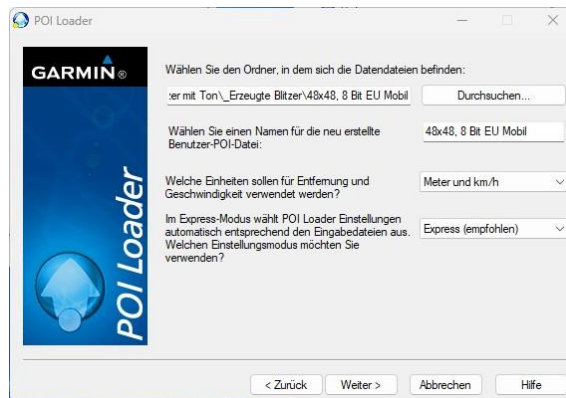 POI Loader
GARMIN®
Wählen Sie den Ordner, in dem sich die Datendateien befinden:
:er mit Ton\_Erzeugte Blitzer\48x48, 8 Bit EU Mobil
Durchsuchen...
Wählen Sie einen Namen für die neu erstellte
Benutzer-POI-Datei:
48x48, 8 Bit EU Mobil
Welche Einheiten sollen für Entfernung und
Geschwindigkeit verwendet werden?
Meter und km/h
Im Express-Modus wählt POI Loader Einstellungen
automatisch entsprechend den Eingabedateien aus.
Welchen Einstellungsmodus möchten Sie
verwenden?
Express (empfohlen)
POI Loader
< Zurück
Weiter >
Abbrechen
Hilfe